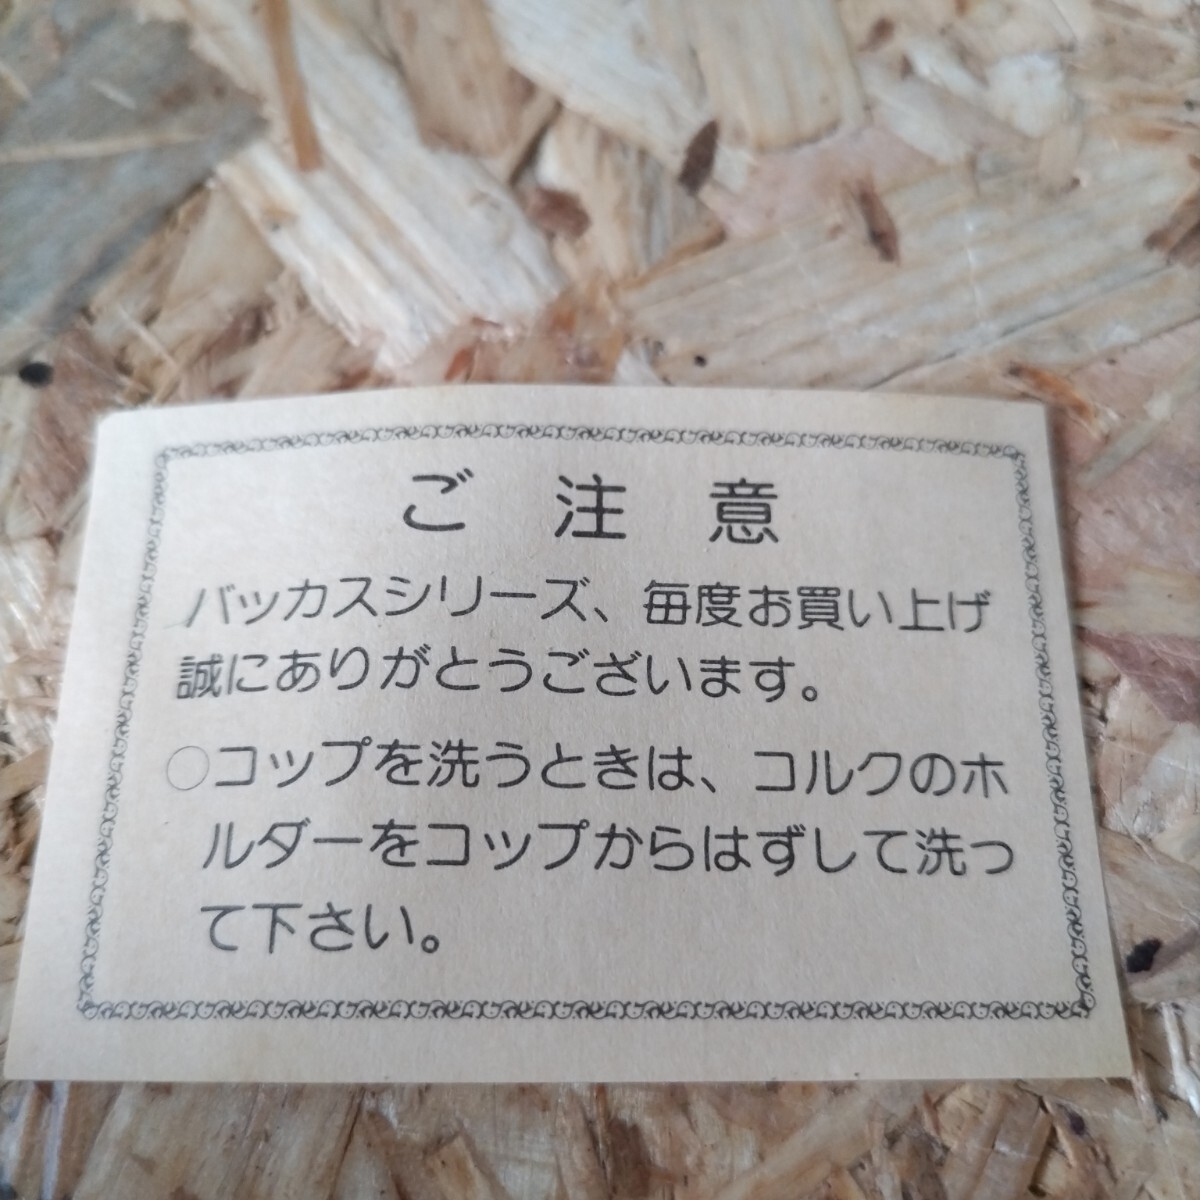 ご注意
バッカスシリーズ、毎度お買い上げ
誠にありがとうございます。
○コップを洗うときは、コルクのホ
ルダーをコップからはずして洗っ
て下さい。